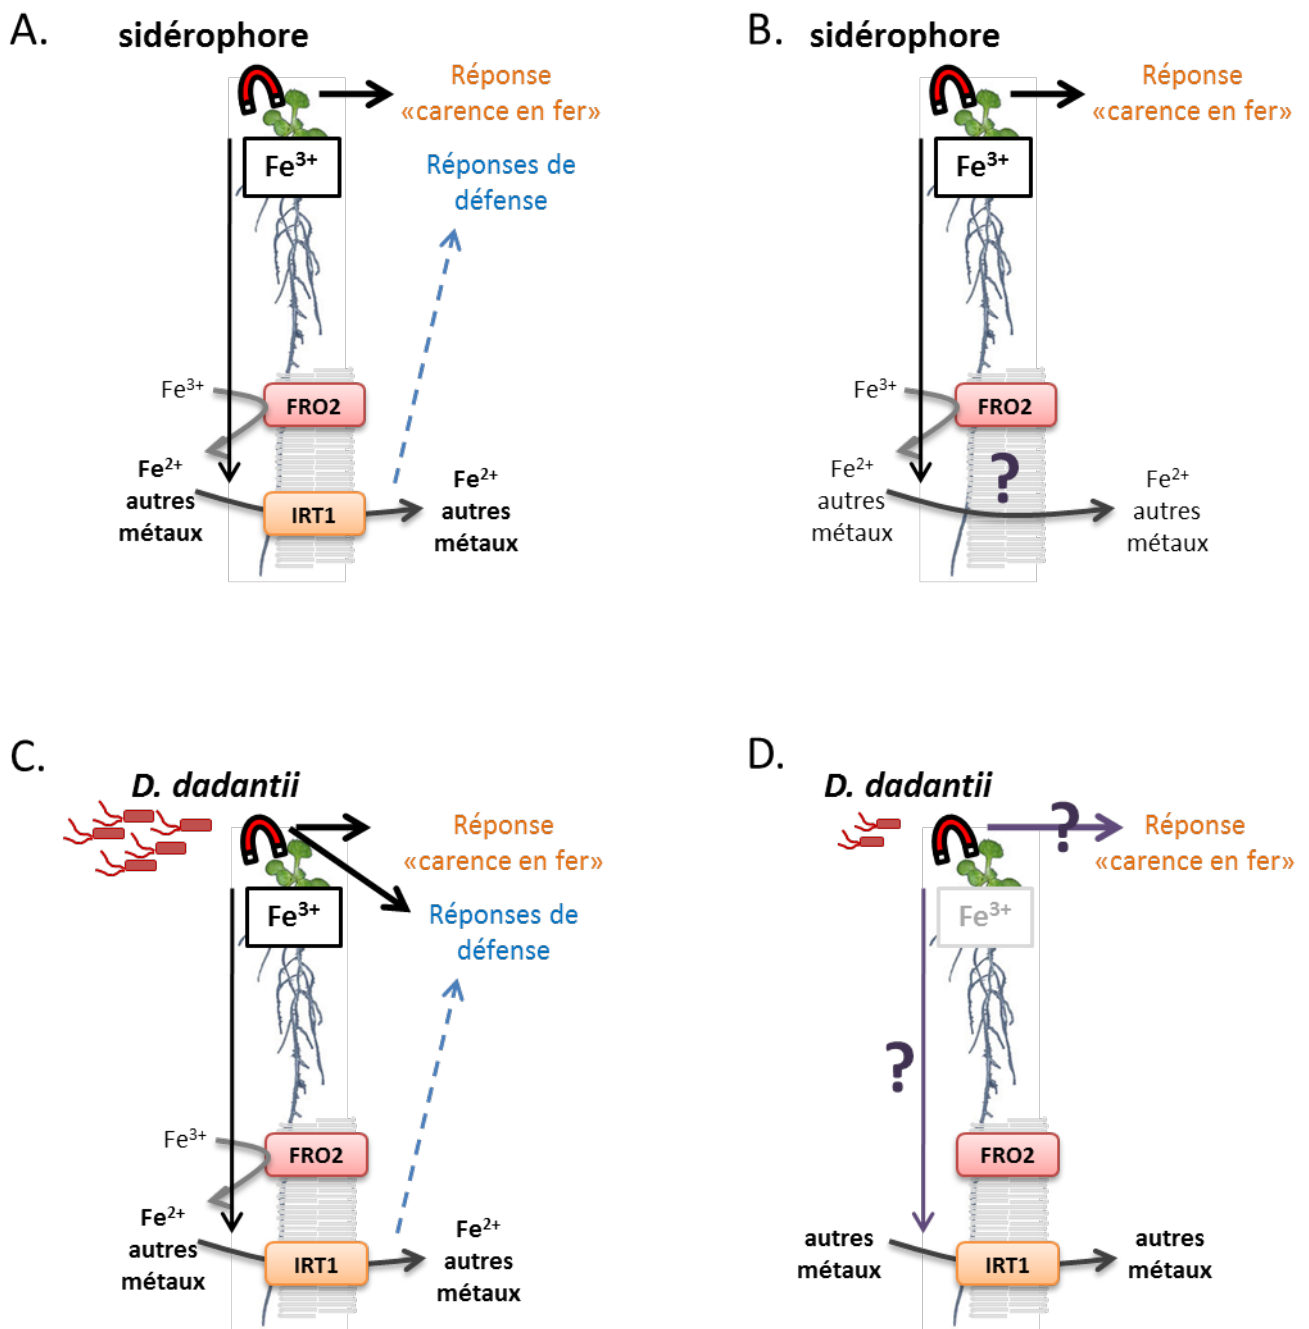 A.
sidérophore
Réponse
«carence en fer»
Fe³⁺
Réponses de
défense
Fe³⁺
FRO2
Fe²⁺
autres
métaux
IRT1
Fe²⁺
autres
métaux
B.
sidérophore
Réponse
«carence en fer»
Fe³⁺
Fe³⁺
FRO2
?
Fe²⁺
autres
métaux
Fe²⁺
autres
métaux
C.
D. dadantii
Réponse
«carence en fer»
Fe³⁺
Réponses de
défense
Fe³⁺
FRO2
Fe²⁺
autres
métaux
IRT1
Fe²⁺
autres
métaux
D.
D. dadantii
?
Réponse
«carence en fer»
Fe³⁺
?
FRO2
autres
métaux
IRT1
autres
métaux